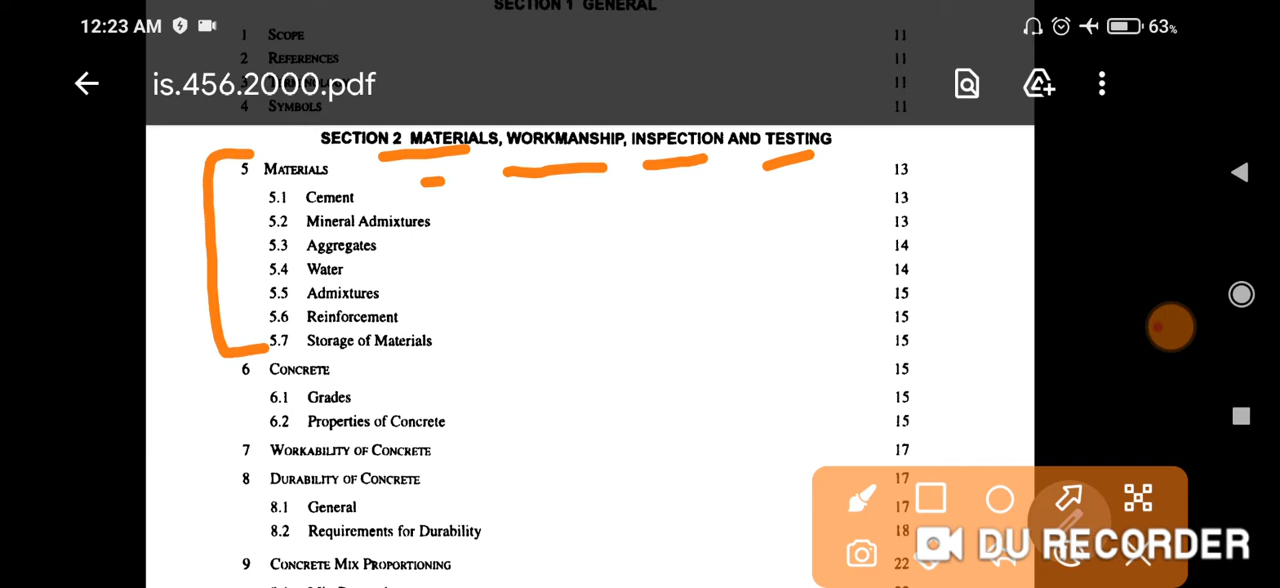 SECTION 1 GENERAL
12:23 AM 63%
1 SCOPE 11
2 REFERENCES 11
is.456.2000.pdf
3 11
4 SYMBOLS 11
SECTION 2 MATERIALS, WORKMANSHIP, INSPECTION AND TESTING
5 MATERIALS 13
5.1 Cement 13
5.2 Mineral Admixtures 13
5.3 Aggregates 14
5.4 Water 14
5.5 Admixtures 15
5.6 Reinforcement 15
5.7 Storage of Materials 15
6 CONCRETE 15
6.1 Grades 15
6.2 Properties of Concrete 15
7 WORKABILITY OF CONCRETE 17
8 DURABILITY OF CONCRETE 17
8.1 General 17
8.2 Requirements for Durability 18
DU RECORDER
9 CONCRETE MIX PROPORTIONING 22